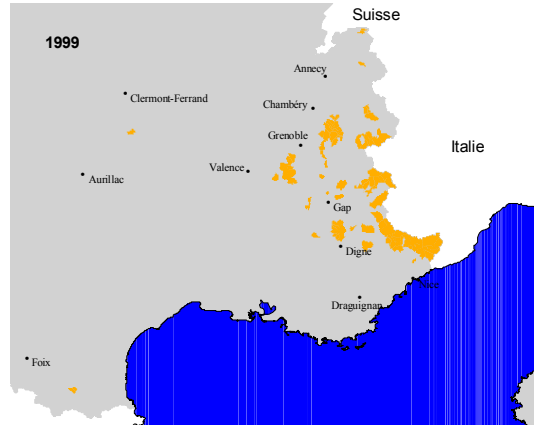 Suisse
1999
Annecy
Clermont-Ferrand
Chambéry
Grenoble
Italie
Valence
Aurillac
Gap
Digne
Nice
Draguignan
Foix